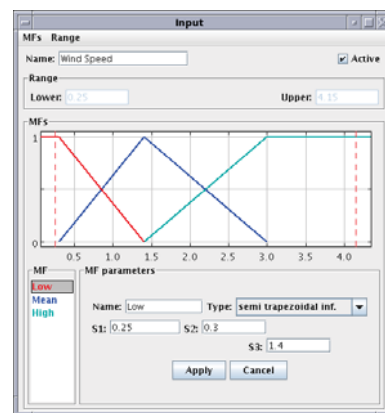 Input
MFs Range
Name: Wind Speed Active
Range
Lower: 0.25 Upper: 4.15
MFs
1
0
0.5 1.0 1.5 2.0 2.5 3.0 3.5 4.0
MF
Low
Mean
High
MF parameters
Name: Low Type: semi trapezoidal inf.
S1: 0.25 S2: 0.3
S3: 1.4
Apply Cancel